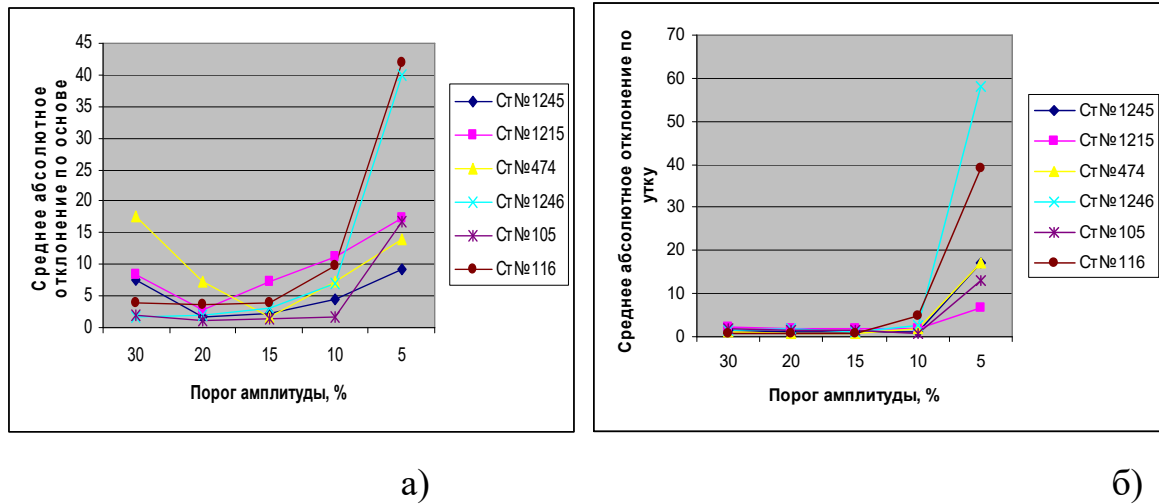 Среднее абсолютное
отклонение по основе
45
40
35
30
25
20
15
10
5
0
30
20
15
10
5
Порог амплитуды, %
Ст№1245
Ст№1215
Ст№474
Ст№1246
Ст№105
Ст№116
а)
Среднее абсолютное отклонение по
утку
70
60
50
40
30
20
10
0
30
20
15
10
5
Порог амплитуды, %
Ст№1245
Ст№1215
Ст№474
Ст№1246
Ст№105
Ст№116
б)